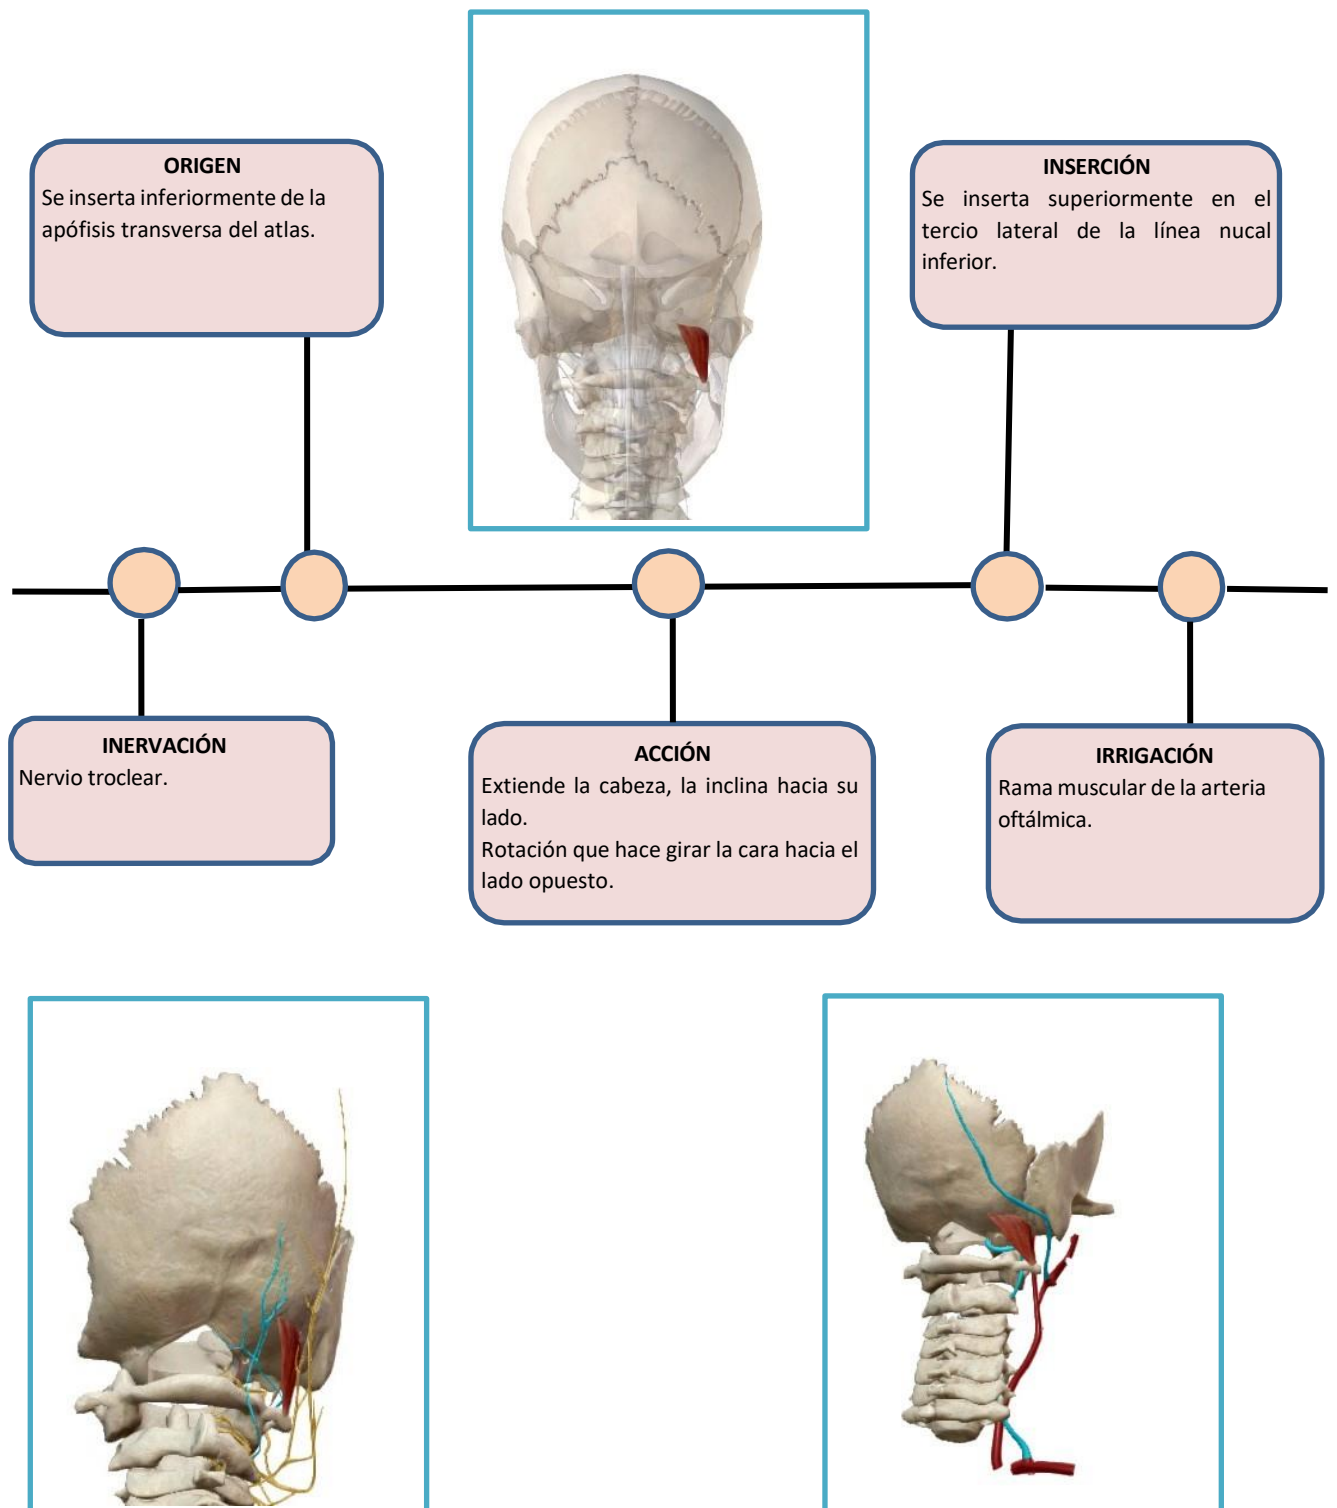 ORIGEN
Se inserta inferiormente de la
apófisis transversa del atlas.
INSERCIÓN
Se inserta superiormente en el
tercio lateral de la línea nucal
inferior.
INERVACIÓN
Nervio troclear.
ACCIÓN
Extiende la cabeza, la inclina hacia su
lado.
Rotación que hace girar la cara hacia el
lado opuesto.
IRRIGACIÓN
Rama muscular de la arteria
oftálmica.